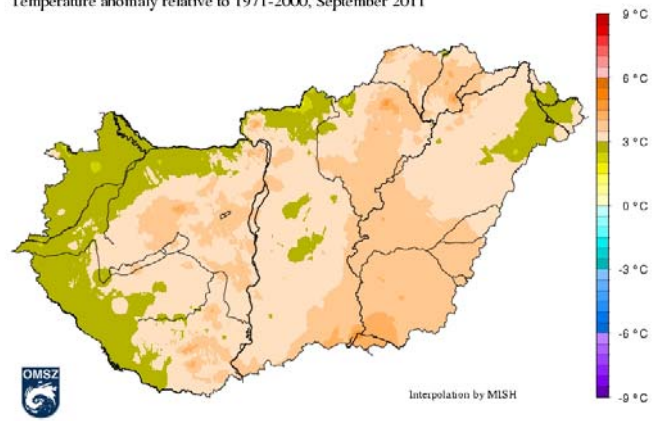 Temperature anomaly relative to 1971-2000, September 2011
9 °C
6 °C
3 °C
0 °C
-3 °C
-6 °C
-9 °C
OMSZ
Interpolation by MISH